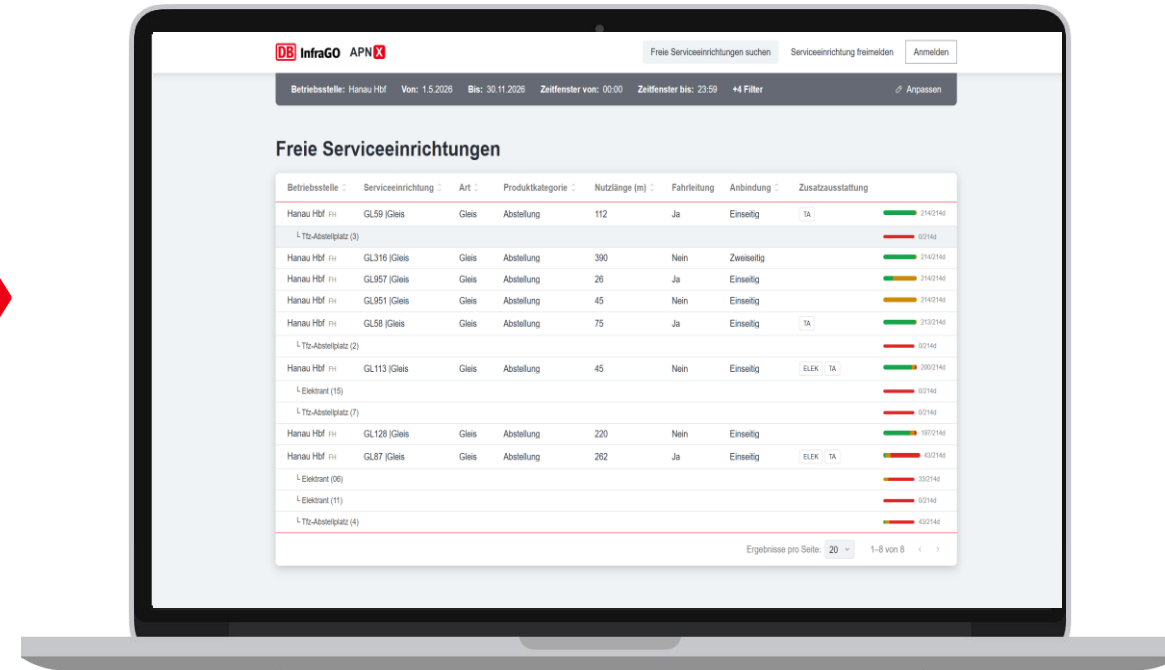 DB InfraGO APN X Freie Serviceeinrichtungen suchen Serviceeinrichtung freimelden Anmelden
Betriebsstelle: Hanau Hbf Von: 1.5.2026 Bis: 30.11.2026 Zeitfenster von: 00:00 Zeitfenster bis: 23:59 +4 Filter Anpassen
Freie Serviceeinrichtungen
Betriebsstelle Serviceeinrichtung Art Produktkategorie Nutzlänge (m) Fahrleitung Anbindung Zusatzausstattung
Hanau Hbf FH GL59 |Gleis Gleis Abstellung 112 Ja Einseitig TA 214/214d
└ Tfz-Abstellplatz (3) 0/214d
Hanau Hbf FH GL316 |Gleis Gleis Abstellung 390 Nein Zweiseitig 214/214d
Hanau Hbf FH GL957 |Gleis Gleis Abstellung 26 Ja Einseitig 214/214d
Hanau Hbf FH GL951 |Gleis Gleis Abstellung 45 Nein Einseitig 214/214d
Hanau Hbf FH GL58 |Gleis Gleis Abstellung 75 Ja Einseitig TA 213/214d
└ Tfz-Abstellplatz (2) 0/214d
Hanau Hbf FH GL113 |Gleis Gleis Abstellung 45 Nein Einseitig ELEK TA 200/214d
└ Elektrant (15) 0/214d
└ Tfz-Abstellplatz (7) 0/214d
Hanau Hbf FH GL128 |Gleis Gleis Abstellung 220 Nein Einseitig 197/214d
Hanau Hbf FH GL87 |Gleis Gleis Abstellung 262 Ja Einseitig ELEK TA 43/214d
└ Elektrant (06) 33/214d
└ Elektrant (11) 0/214d
└ Tfz-Abstellplatz (4) 43/214d
Ergebnisse pro Seite: 20 1–8 von 8